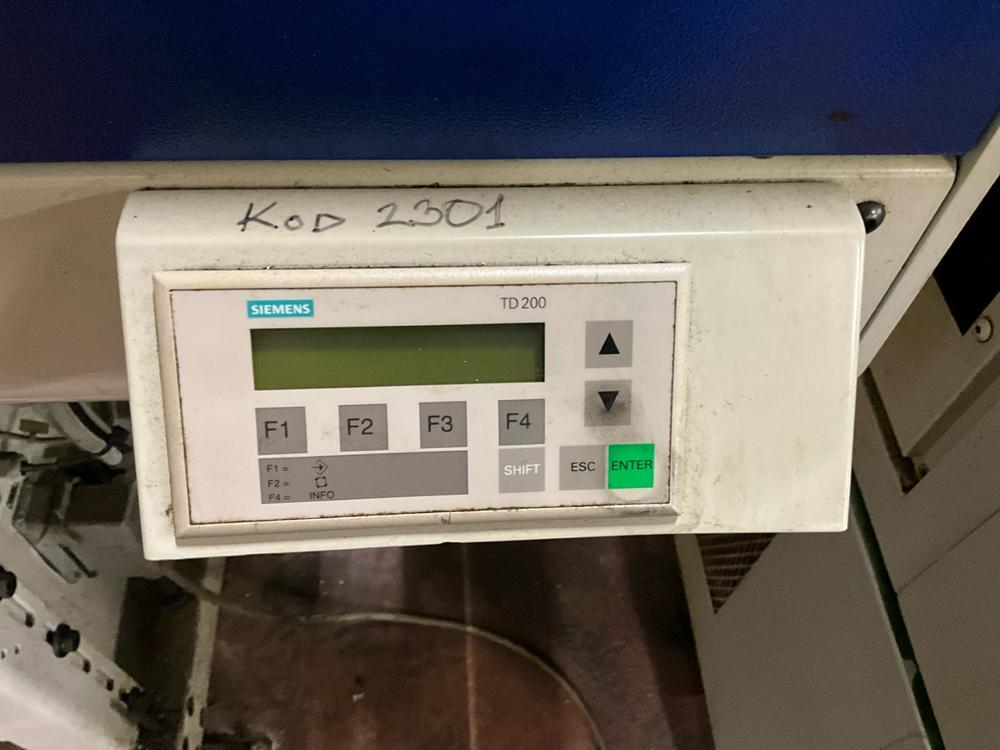 KOD 2301
SIEMENS TD 200
▲
▼
F1 F2 F3 F4
SHIFT ESC ENTER
F1 =
F2 =
F4 = INFO